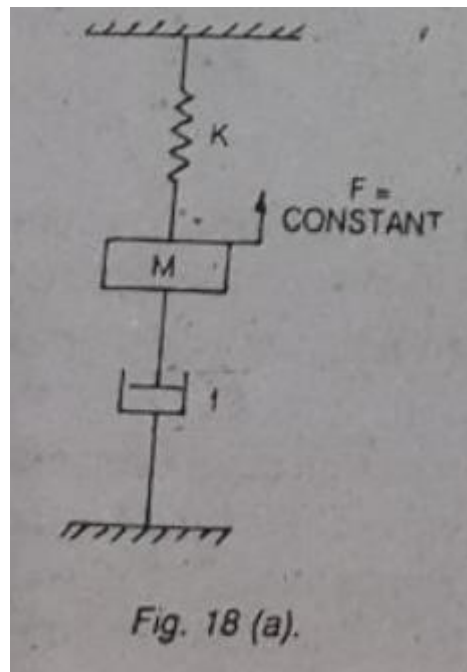 K
F =
CONSTANT
M
f
Fig. 18 (a).